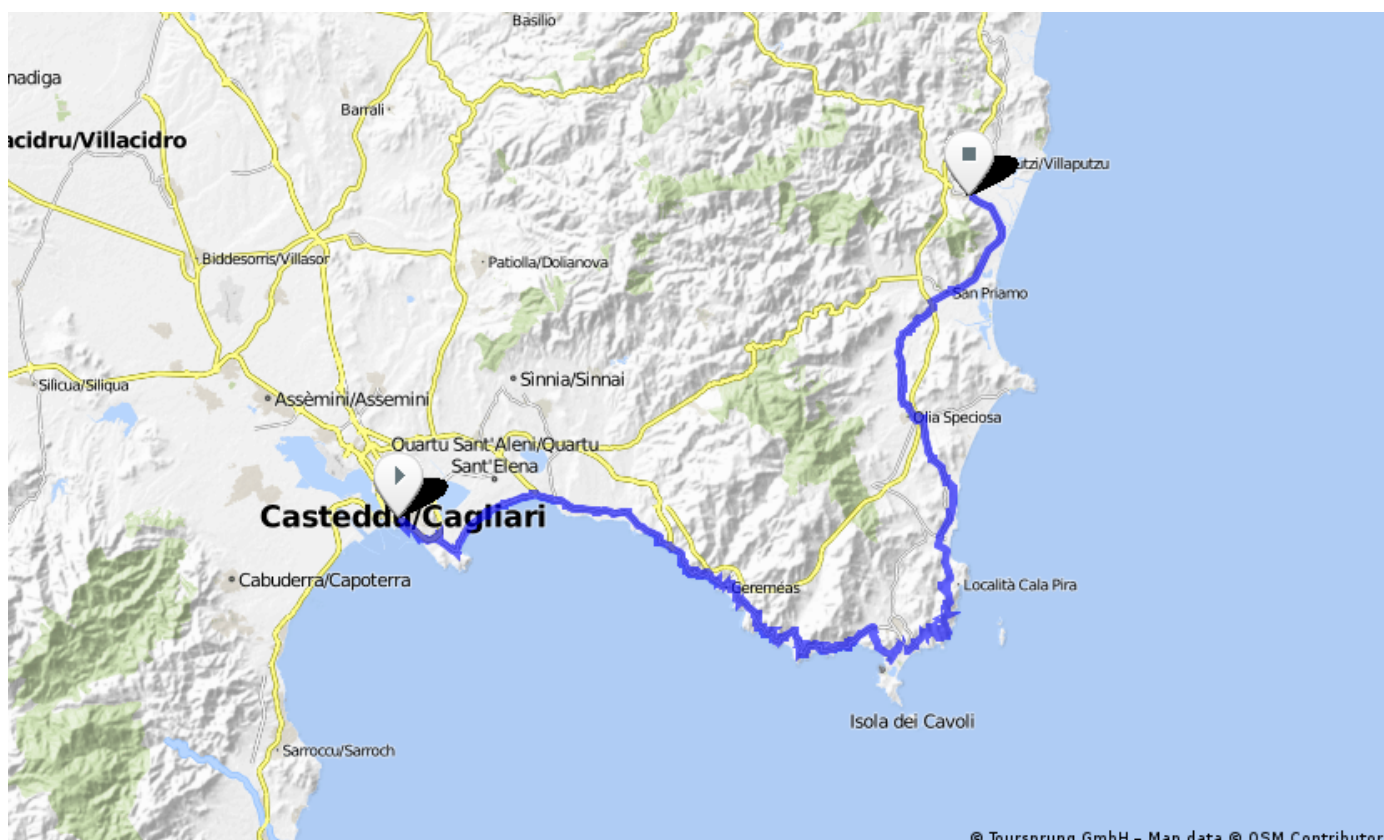 Basilio
nadiga
Barrali
acidru/Villacidro
utzi/Villaputzu
Biddesorris/Villasor
Patiolla/Dolianova
San Priamo
Silicua/Siliqua
Sìnnia/Sinnai
Assèmini/Assemini
Olia Speciosa
Quartu Sant'Aleni/Quartu
Sant'Elena
Casteddu/Cagliari
Cabuderra/Capoterra
Gereméas
Località Cala Pira
Isola dei Cavoli
Sarroccu/Sarroch
© Toursprung GmbH – Map data © OSM Contributor